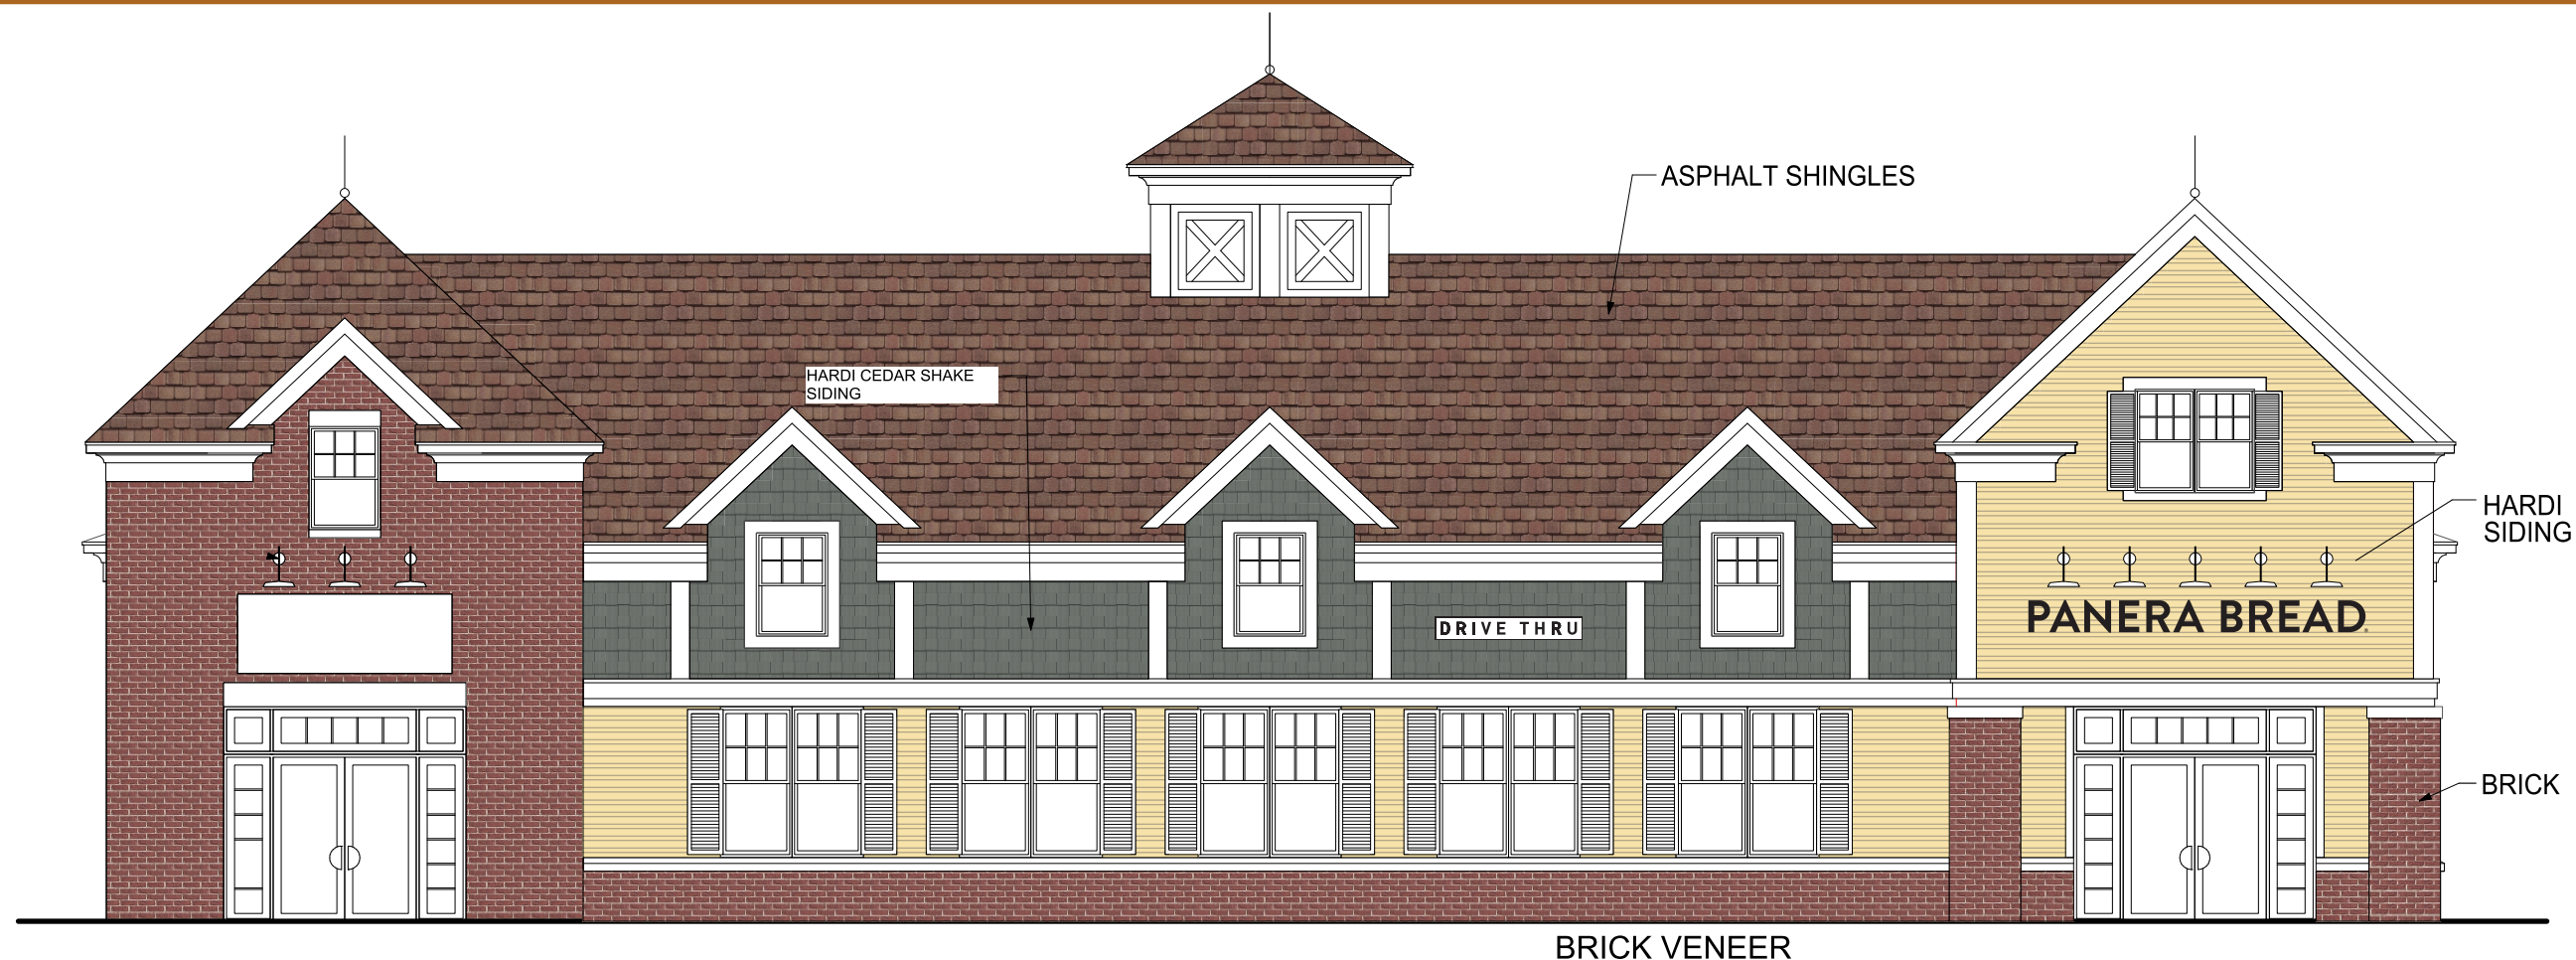 ASPHALT SHINGLES
HARDI CEDAR SHAKE
SIDING
HARDI
SIDING
PANERA BREAD
DRIVE THRU
BRICK
BRICK VENEER